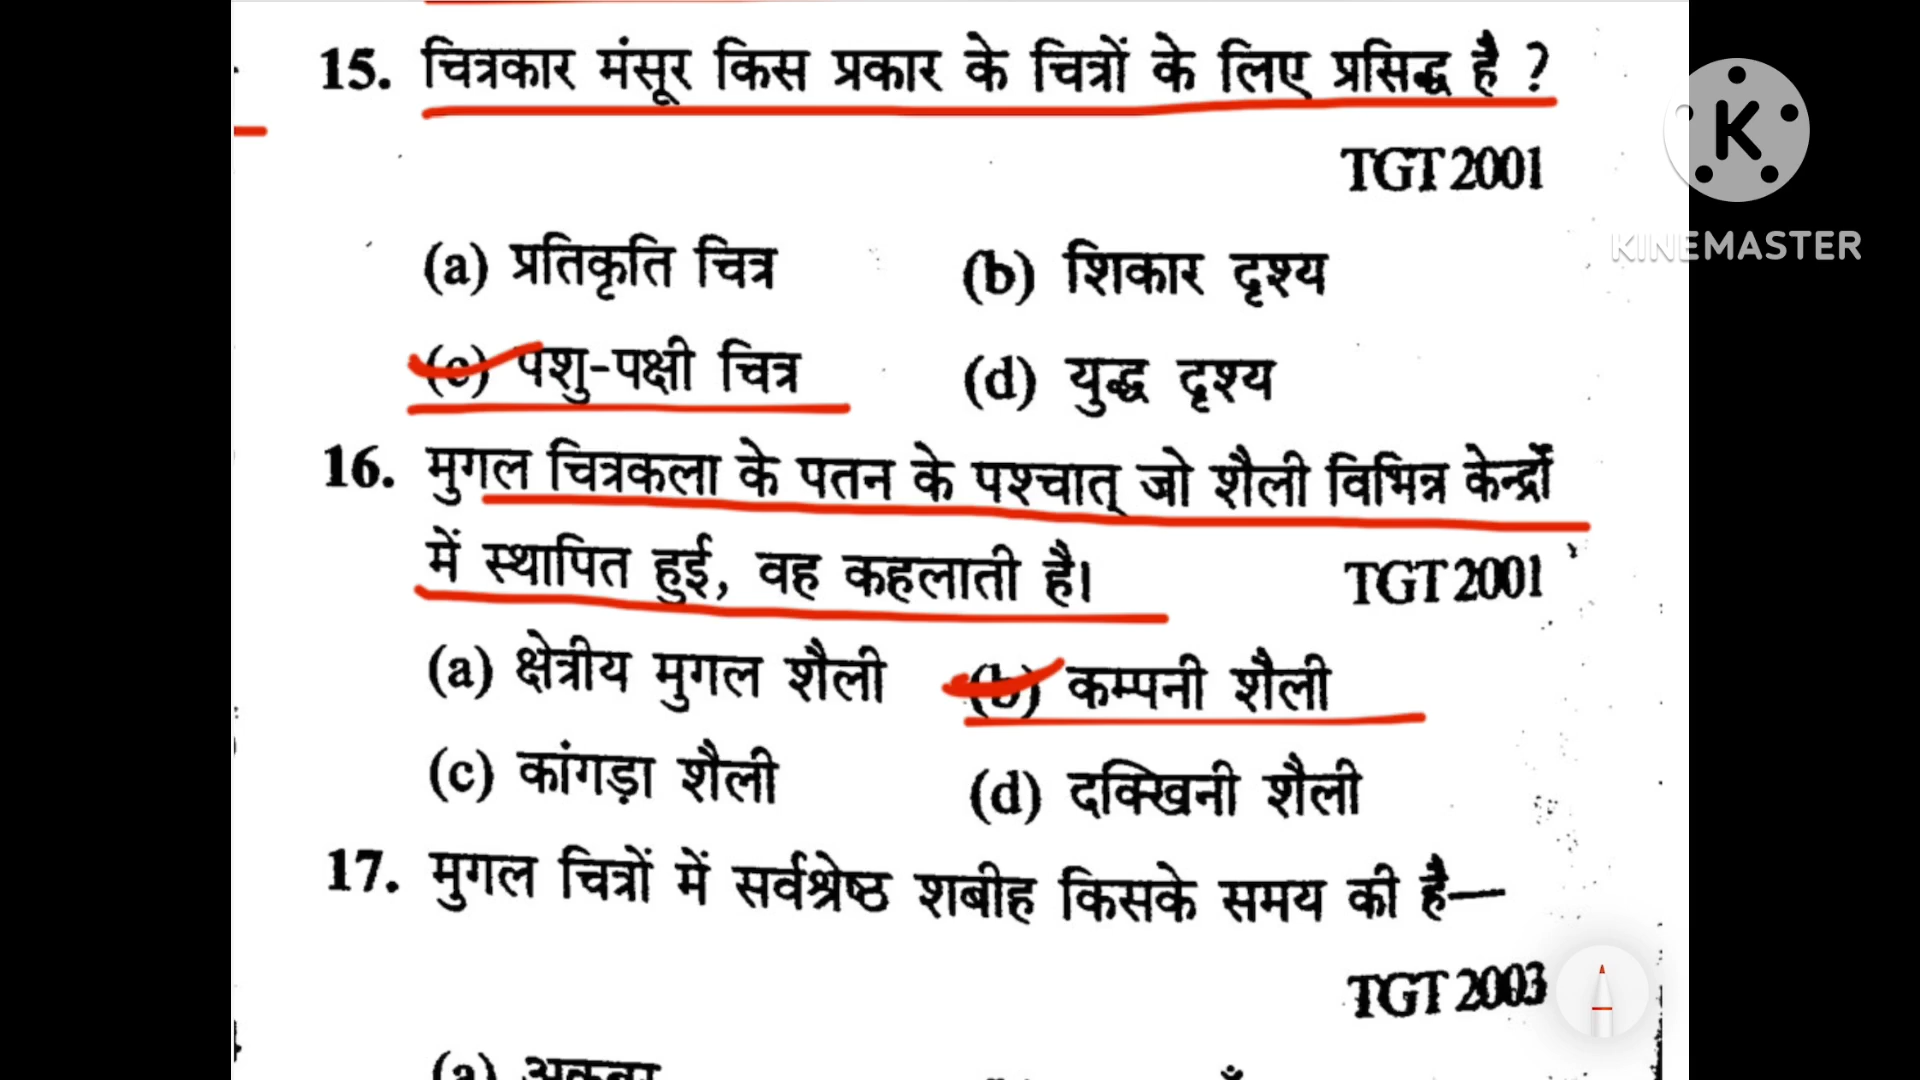 15. चित्रकार मंसूर किस प्रकार के चित्रों के लिए प्रसिद्ध है ?
TGT 2001
(a) प्रतिकृति चित्र (b) शिकार दृश्य
(c) पशु-पक्षी चित्र (d) युद्ध दृश्य
16. मुगल चित्रकला के पतन के पश्चात् जो शैली विभिन्न केन्द्रों
में स्थापित हुई, वह कहलाती है। TGT 2001
(a) क्षेत्रीय मुगल शैली (b) कम्पनी शैली
(c) कांगड़ा शैली (d) दक्खिनी शैली
17. मुगल चित्रों में सर्वश्रेष्ठ शबीह किसके समय की है—
TGT 2003
(a) अकबर
K
KINEMASTER